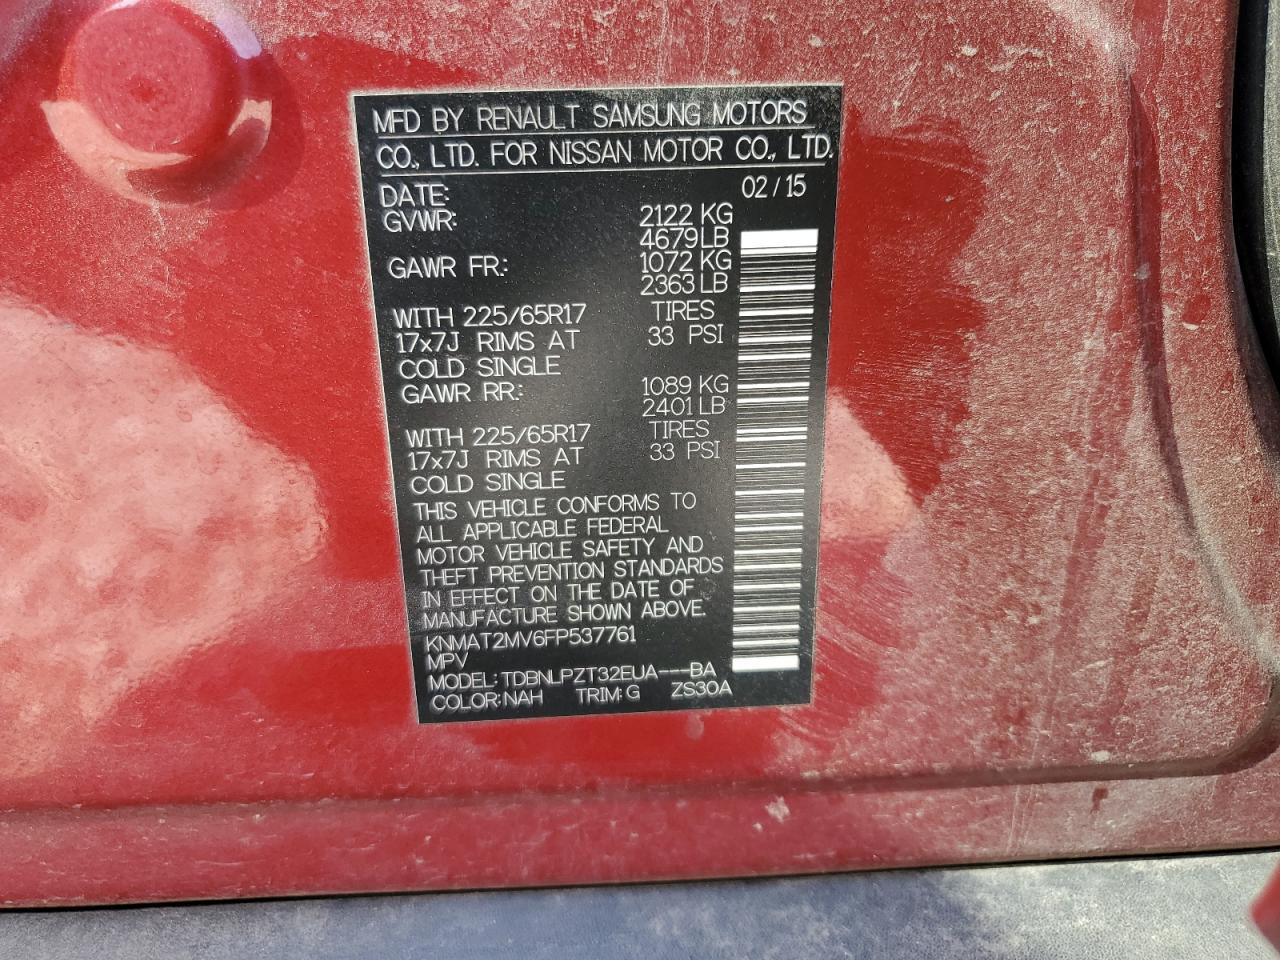 MFD BY RENAULT SAMSUNG MOTORS
CO., LTD. FOR NISSAN MOTOR CO., LTD.
DATE: 02/15
GVWR: 2122 KG
4679 LB
GAWR FR.: 1072 KG
2363 LB
WITH 225/65R17 TIRES
17x7J RIMS AT 33 PSI
COLD SINGLE
GAWR RR.: 1089 KG
2401 LB
WITH 225/65R17 TIRES
17x7J RIMS AT 33 PSI
COLD SINGLE
THIS VEHICLE CONFORMS TO
ALL APPLICABLE FEDERAL
MOTOR VEHICLE SAFETY AND
THEFT PREVENTION STANDARDS
IN EFFECT ON THE DATE OF
MANUFACTURE SHOWN ABOVE.
KNMAT2MV6FP537761
MPV
MODEL: TDBNLPZT32EUA---BA
COLOR: NAH TRIM: G ZS30A